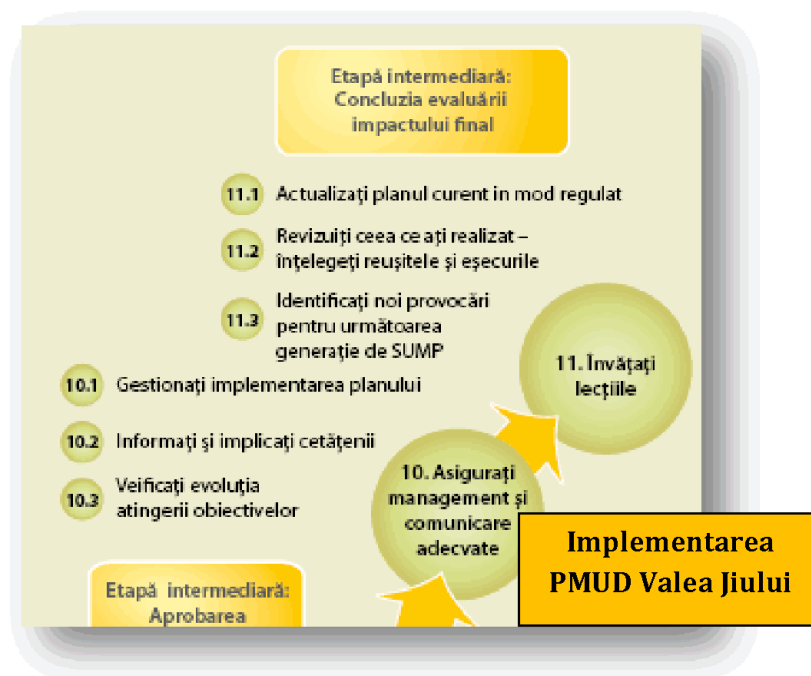 Etapă intermediară:
Concluzia evaluării
impactului final
11.1 Actualizați planul curent in mod regulat
11.2 Revizuiți ceea ce ați realizat –
înțelegeți reușitele și eșecurile
11.3 Identificați noi provocări
pentru următoarea
generație de SUMP
11. Învățați
lecțiile
10.1 Gestionați implementarea planului
10.2 Informați și implicați cetățenii
10.3 Verificați evoluția
atingerii obiectivelor
10. Asigurați
management și
comunicare
adecvate
Implementarea
PMUD Valea Jiului
Etapă intermediară:
Aprobarea